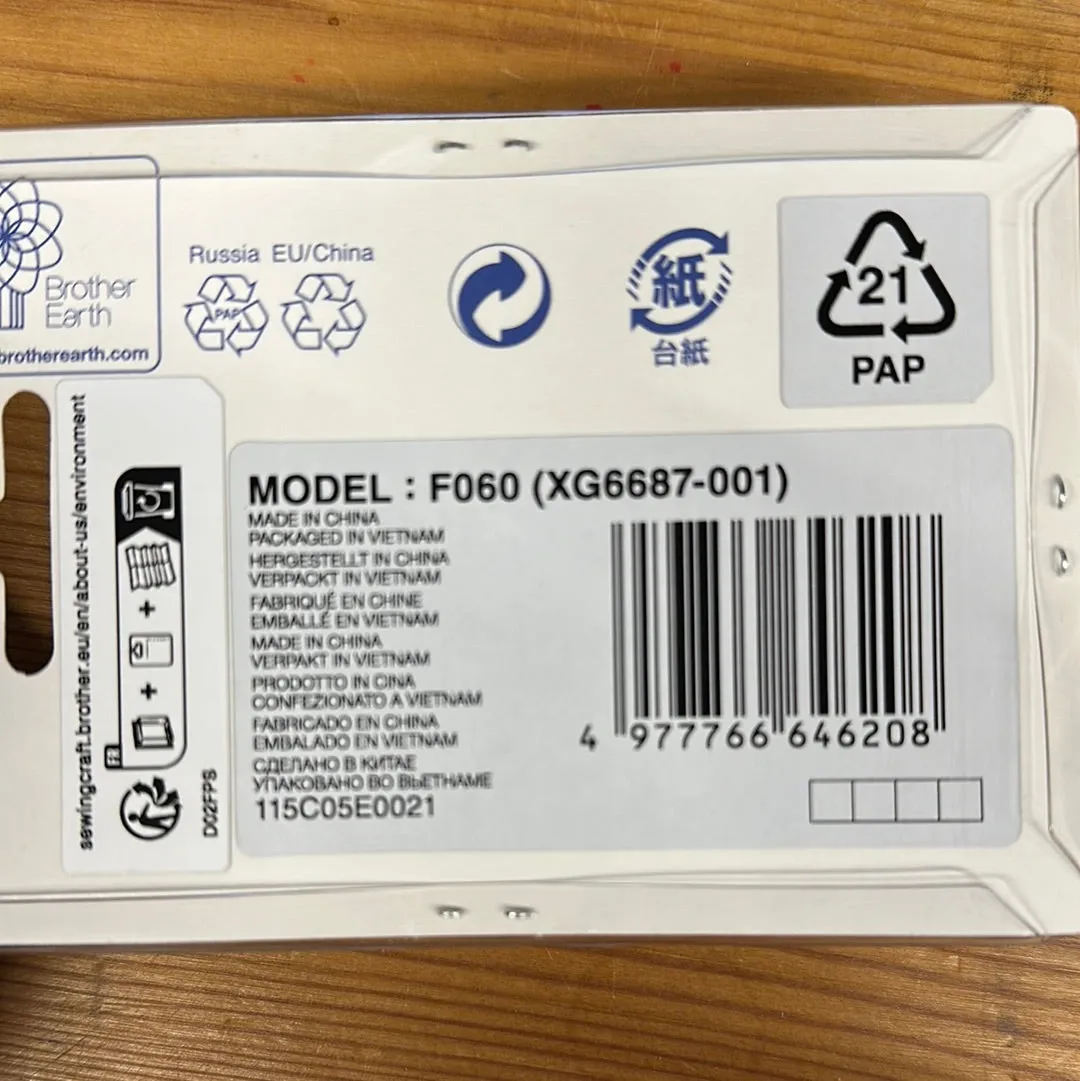 Brother
Earth
brotherearth.com
Russia EU/China
PAP
紙
台紙
21
PAP
sewingcraft.brother.eu/en/about-us/environment
+
+
FR
D02FPS
MODEL : F060 (XG6687-001)
MADE IN CHINA
PACKAGED IN VIETNAM
HERGESTELLT IN CHINA
VERPACKT IN VIETNAM
FABRIQUÉ EN CHINE
EMBALLÉ EN VIETNAM
MADE IN CHINA
VERPAKT IN VIETNAM
PRODOTTO IN CINA
CONFEZIONATO A VIETNAM
FABRICADO EN CHINA
EMBALADO EN VIETNAM
СДЕЛАНО В КИТАЕ
УПАКОВАНО ВО ВЬЕТНАМЕ
115C05E0021
4 977766 646208